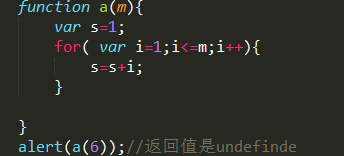 function a(m){
    var s=1;
    for( var i=1;i<=m;i++){
        s=s+i;
    }

}
alert(a(6));//返回值是undefinde